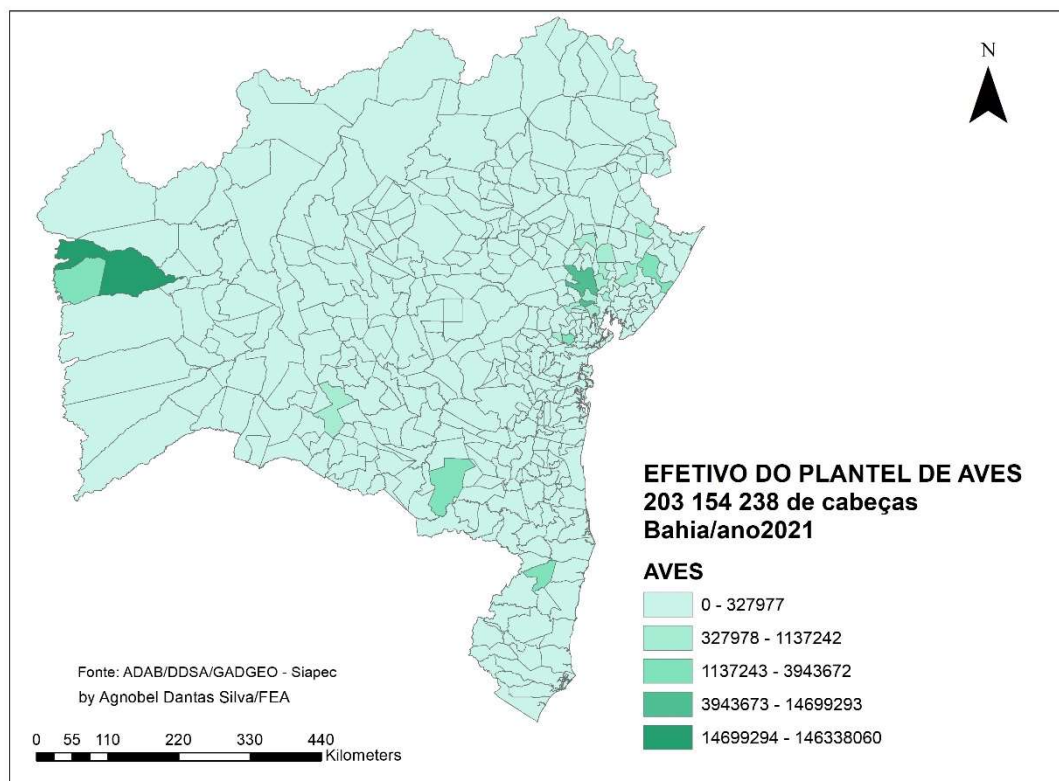 N
EFETIVO DO PLANTEL DE AVES
203 154 238 de cabeças
Bahia/ano2021
AVES
0 - 327977
327978 - 1137242
1137243 - 3943672
3943673 - 14699293
14699294 - 146338060
Fonte: ADAB/DDSA/GADGEO - Siapec
by Agnobel Dantas Silva/FEA
0 55 110 220 330 440
Kilometers